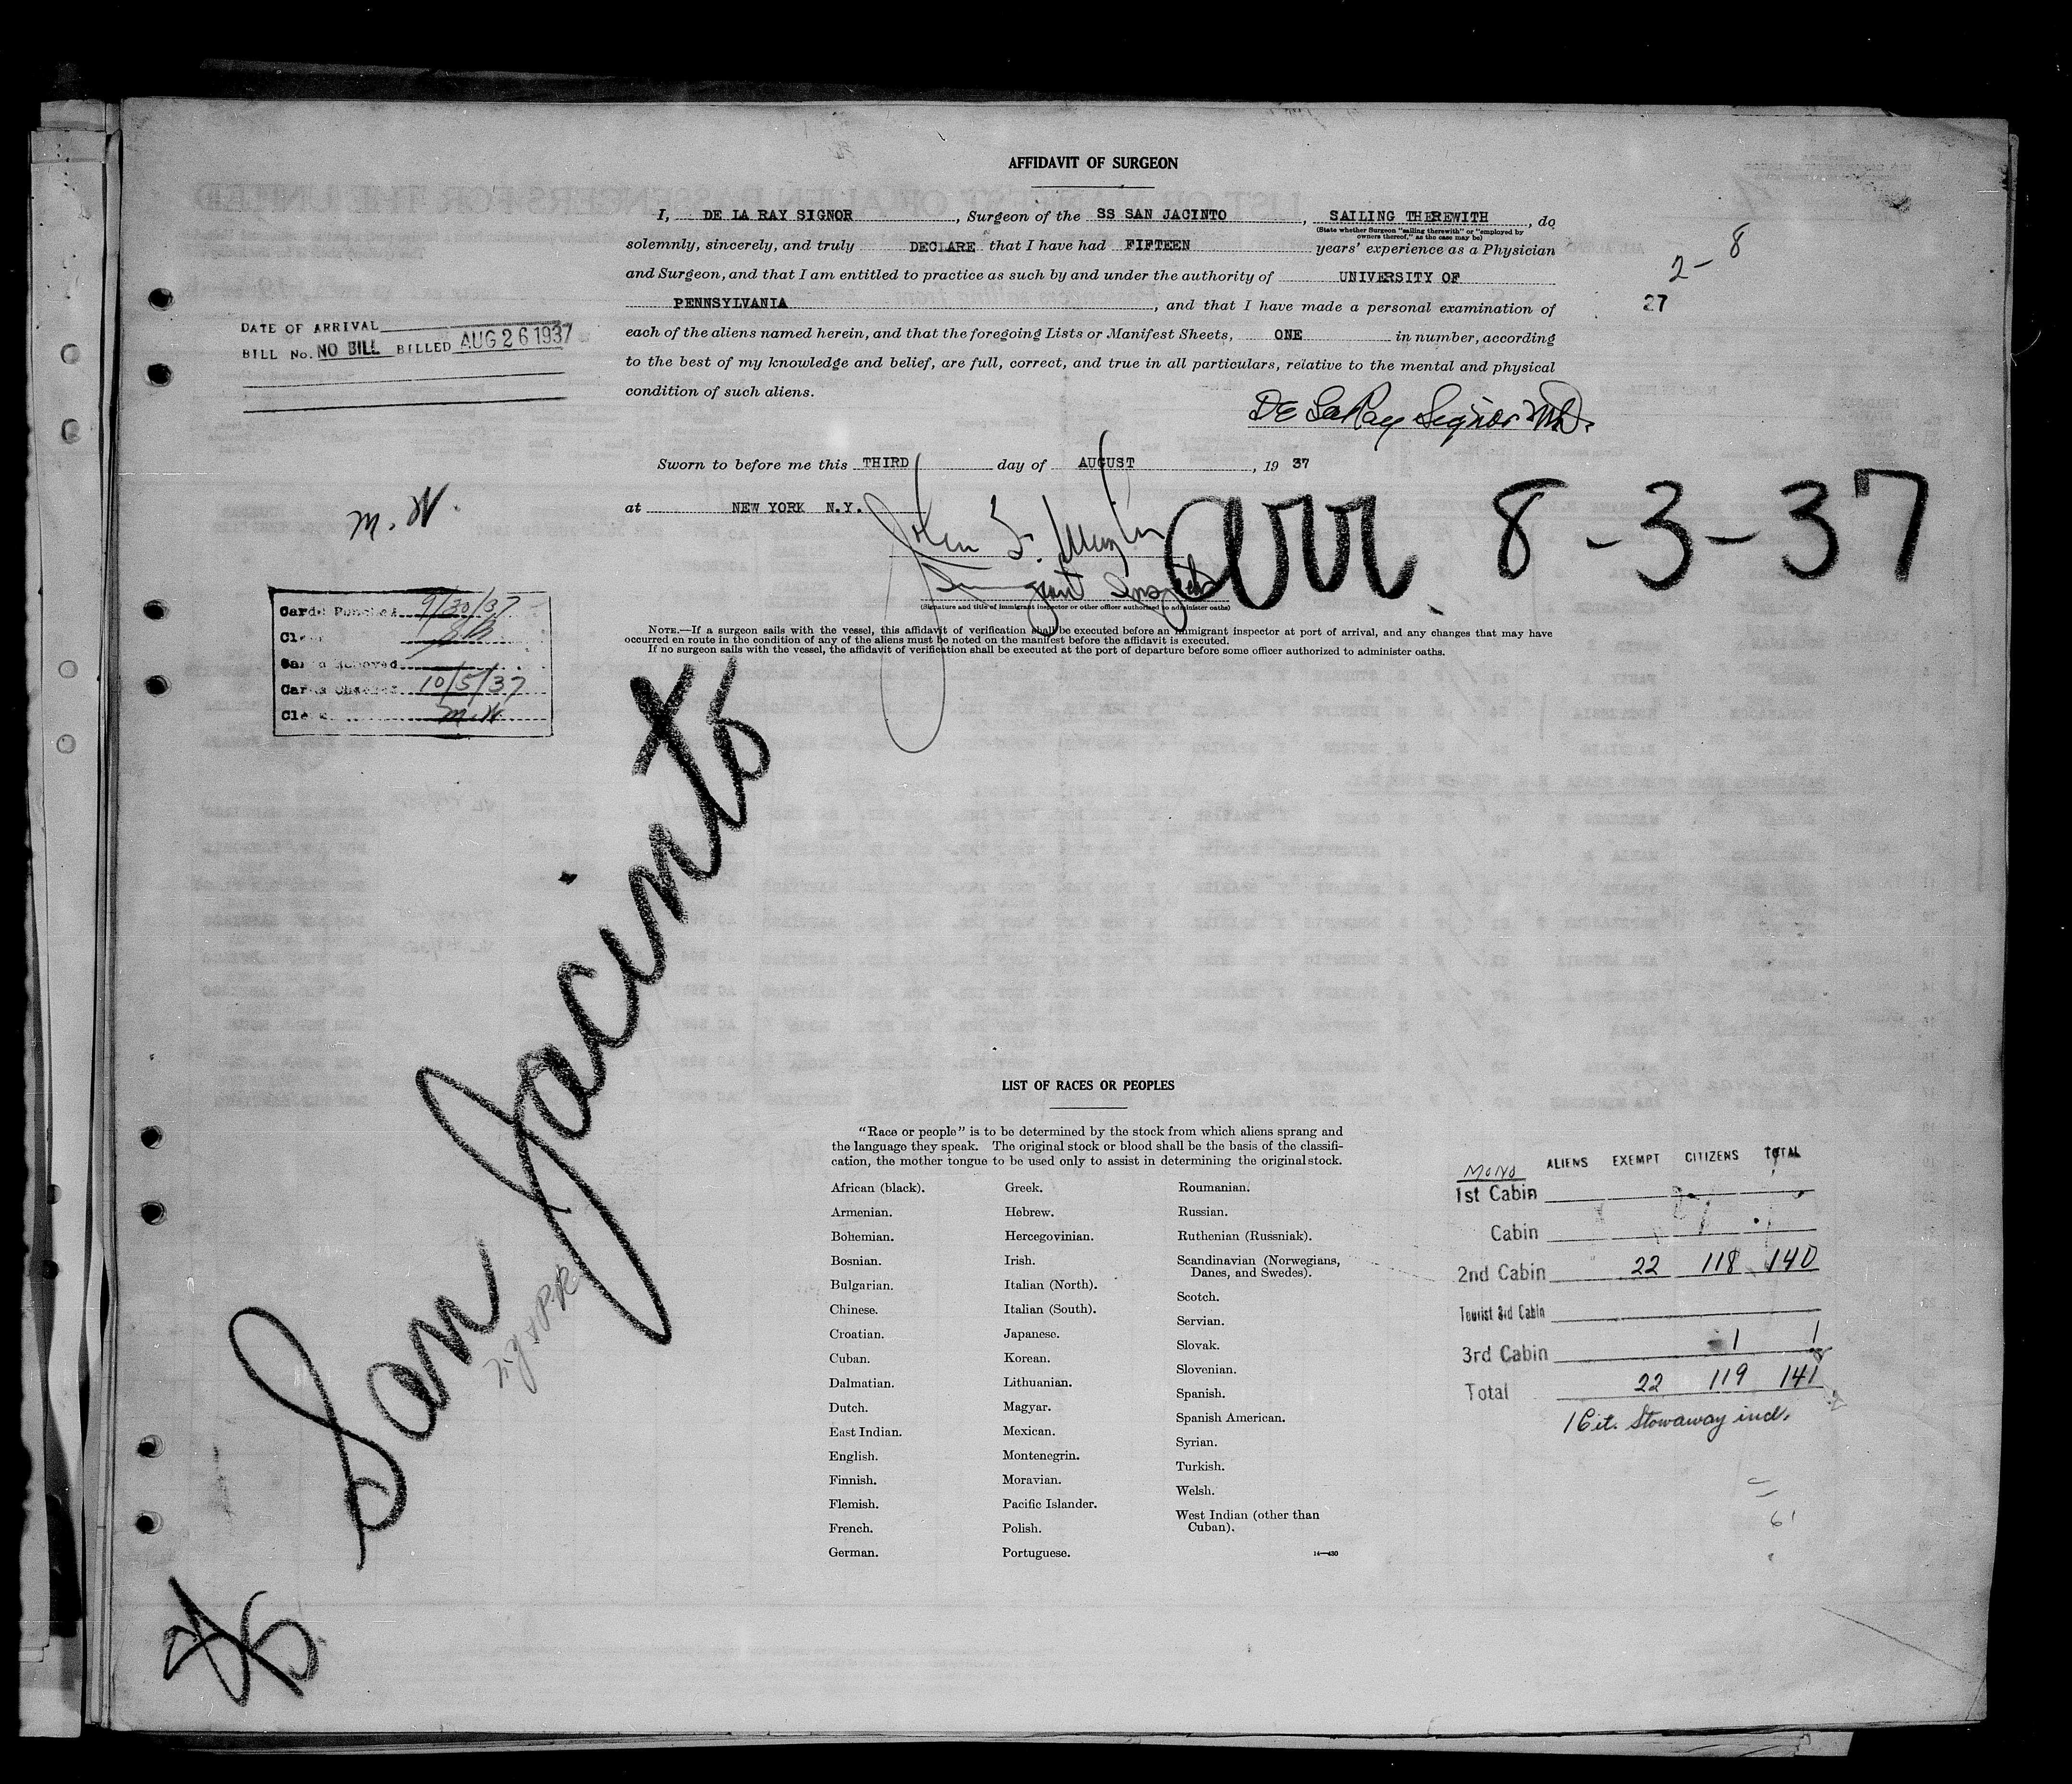 AFFIDAVIT OF SURGEON
I, DE LA RAY SIGNOR, Surgeon of the SS SAN JACINTO, SAILING THEREWITH, do
(State whether Surgeon "sailing therewith" or "employed by
owners thereof," as the case may be)
solemnly, sincerely, and truly DECLARE that I have had FIFTEEN years' experience as a Physician
and Surgeon, and that I am entitled to practice as such by and under the authority of UNIVERSITY OF
PENNSYLVANIA, and that I have made a personal examination of
each of the aliens named herein, and that the foregoing Lists or Manifest Sheets, ONE in number, according
to the best of my knowledge and belief, are full, correct, and true in all particulars, relative to the mental and physical
condition of such aliens.
2-8
27
DATE OF ARRIVAL
BILL No. NO BILL BILLED AUG 26 1937
De LaRay Signor MD.
Sworn to before me this THIRD day of AUGUST, 19 37
at NEW YORK N.Y.
John
Immigrant Inspector
(Signature and title of immigrant inspector or other officer authorized to administer oaths)
arr. 8-3-37
M. W.
Cards Punched 9/30/37
Clerk
Cards Checked 10/5/37
Clerk M.W
NOTE.—If a surgeon sails with the vessel, this affidavit of verification shall be executed before an immigrant inspector at port of arrival, and any changes that may have
occurred en route in the condition of any of the aliens must be noted on the manifest before the affidavit is executed.
If no surgeon sails with the vessel, the affidavit of verification shall be executed at the port of departure before some officer authorized to administer oaths.
San Jacinto
LIST OF RACES OR PEOPLES
"Race or people" is to be determined by the stock from which aliens sprang and
the language they speak. The original stock or blood shall be the basis of the classifi-
cation, the mother tongue to be used only to assist in determining the original stock.
African (black).
Armenian.
Bohemian.
Bosnian.
Bulgarian.
Chinese.
Croatian.
Cuban.
Dalmatian.
Dutch.
East Indian.
English.
Finnish.
Flemish.
French.
German.
Greek.
Hebrew.
Hercegovinian.
Irish.
Italian (North).
Italian (South).
Japanese.
Korean.
Lithuanian.
Magyar.
Mexican.
Montenegrin.
Moravian.
Pacific Islander.
Polish.
Portuguese.
Roumanian.
Russian.
Ruthenian (Russniak).
Scandinavian (Norwegians,
Danes, and Swedes).
Scotch.
Servian.
Slovak.
Slovenian.
Spanish.
Spanish American.
Syrian.
Turkish.
Welsh.
West Indian (other than
Cuban).
14—430
ALIENS EXEMPT CITIZENS TOTAL
1st Cabin
Cabin
2nd Cabin 22 118 140
Tourist 3rd Cabin
3rd Cabin 1 1
Total 22 119 141
1 Cit. Stowaway incl.
61